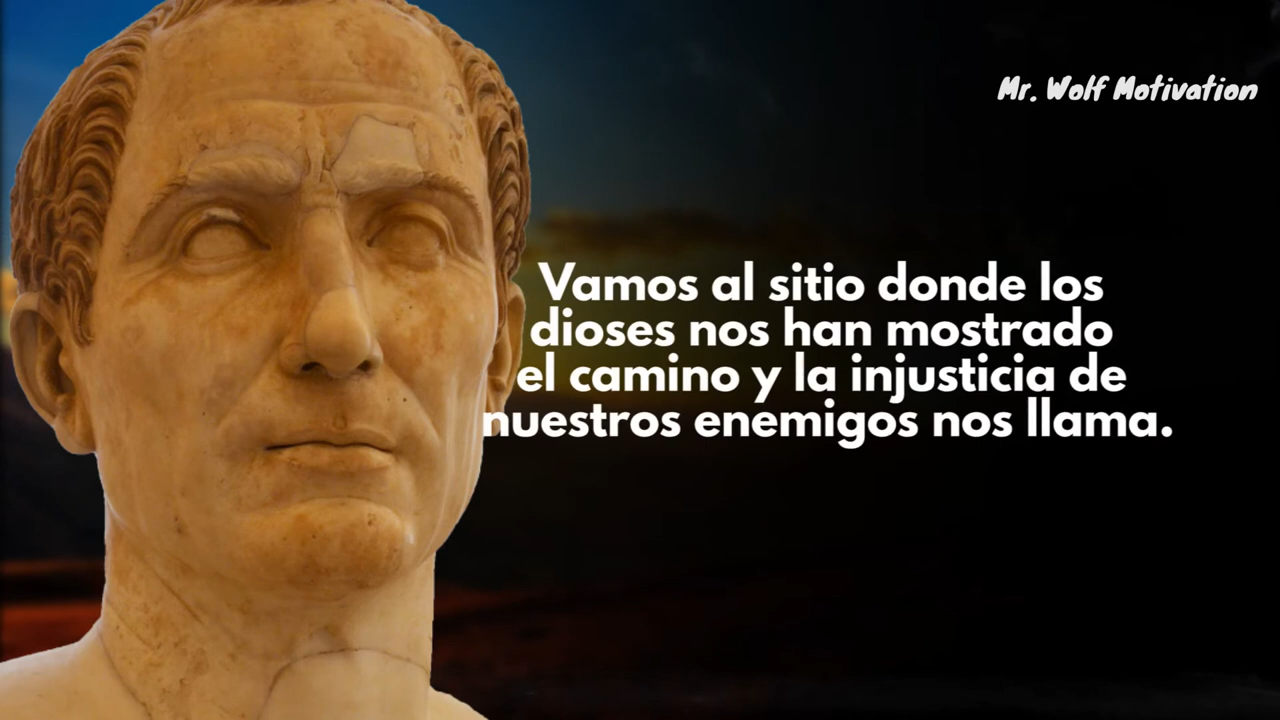 Mr. Wolf Motivation
Vamos al sitio donde los
dioses nos han mostrado
el camino y la injusticia de
nuestros enemigos nos llama.